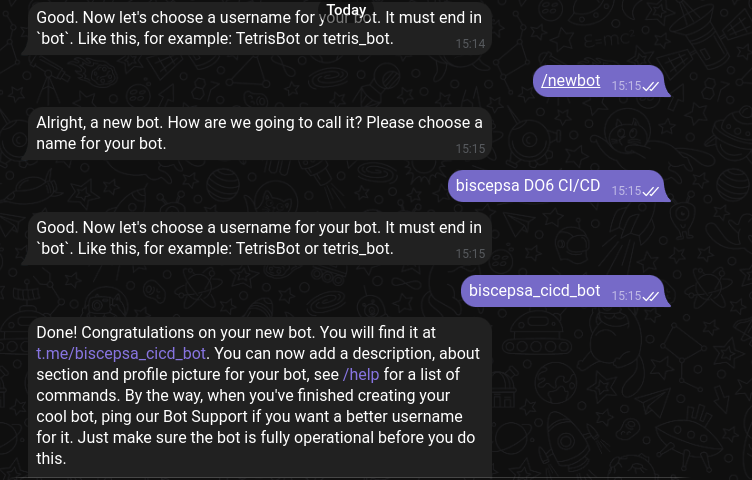 Today
Good. Now let's choose a username for your bot. It must end in
`bot`. Like this, for example: TetrisBot or tetris_bot.
15:14
/newbot 15:15
Alright, a new bot. How are we going to call it? Please choose a
name for your bot.
15:15
biscepsa DO6 CI/CD 15:15
Good. Now let's choose a username for your bot. It must end in
`bot`. Like this, for example: TetrisBot or tetris_bot.
15:15
biscepsa_cicd_bot 15:15
Done! Congratulations on your new bot. You will find it at
t.me/biscepsa_cicd_bot. You can now add a description, about
section and profile picture for your bot, see /help for a list of
commands. By the way, when you've finished creating your
cool bot, ping our Bot Support if you want a better username
for it. Just make sure the bot is fully operational before you do
this.